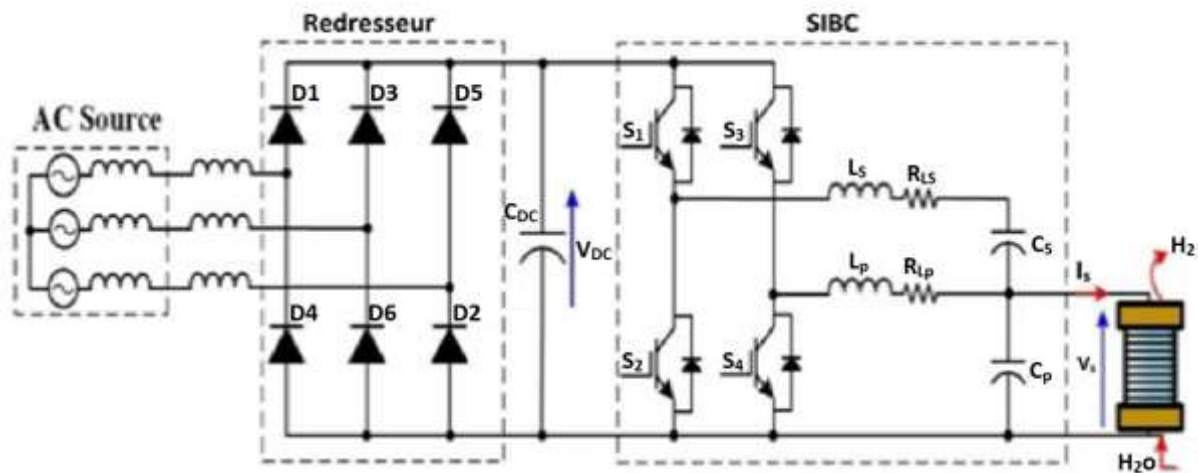 Redresseur
SIBC
AC Source
D1
D3
D5
D4
D6
D2
CDC
VDC
S1
S3
S2
S4
LS
RLS
CS
Lp
RLp
Cp
Is
Vs
H2
H2o